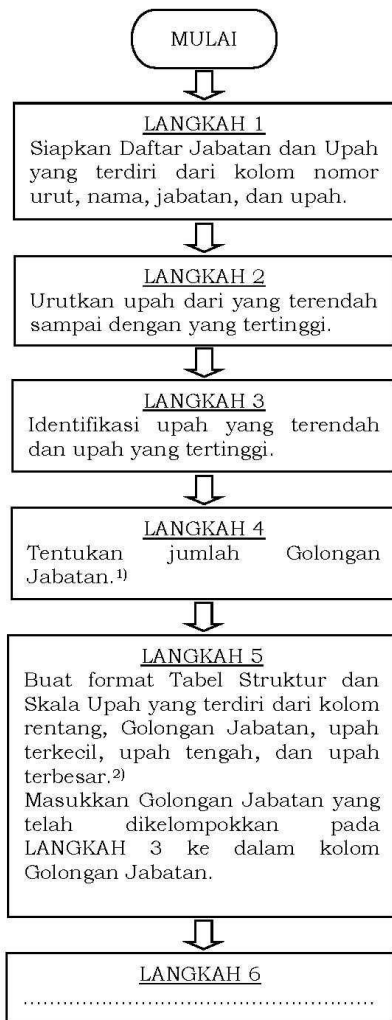 MULAI
LANGKAH 1
Siapkan Daftar Jabatan dan Upah
yang terdiri dari kolom nomor
urut, nama, jabatan, dan upah.
LANGKAH 2
Urutkan upah dari yang terendah
sampai dengan yang tertinggi.
LANGKAH 3
Identifikasi upah yang terendah
dan upah yang tertinggi.
LANGKAH 4
Tentukan jumlah Golongan
Jabatan.¹⁾
LANGKAH 5
Buat format Tabel Struktur dan
Skala Upah yang terdiri dari kolom
rentang, Golongan Jabatan, upah
terkecil, upah tengah, dan upah
terbesar.²⁾
Masukkan Golongan Jabatan yang
telah dikelompokkan pada
LANGKAH 3 ke dalam kolom
Golongan Jabatan.
LANGKAH 6
.....................................................